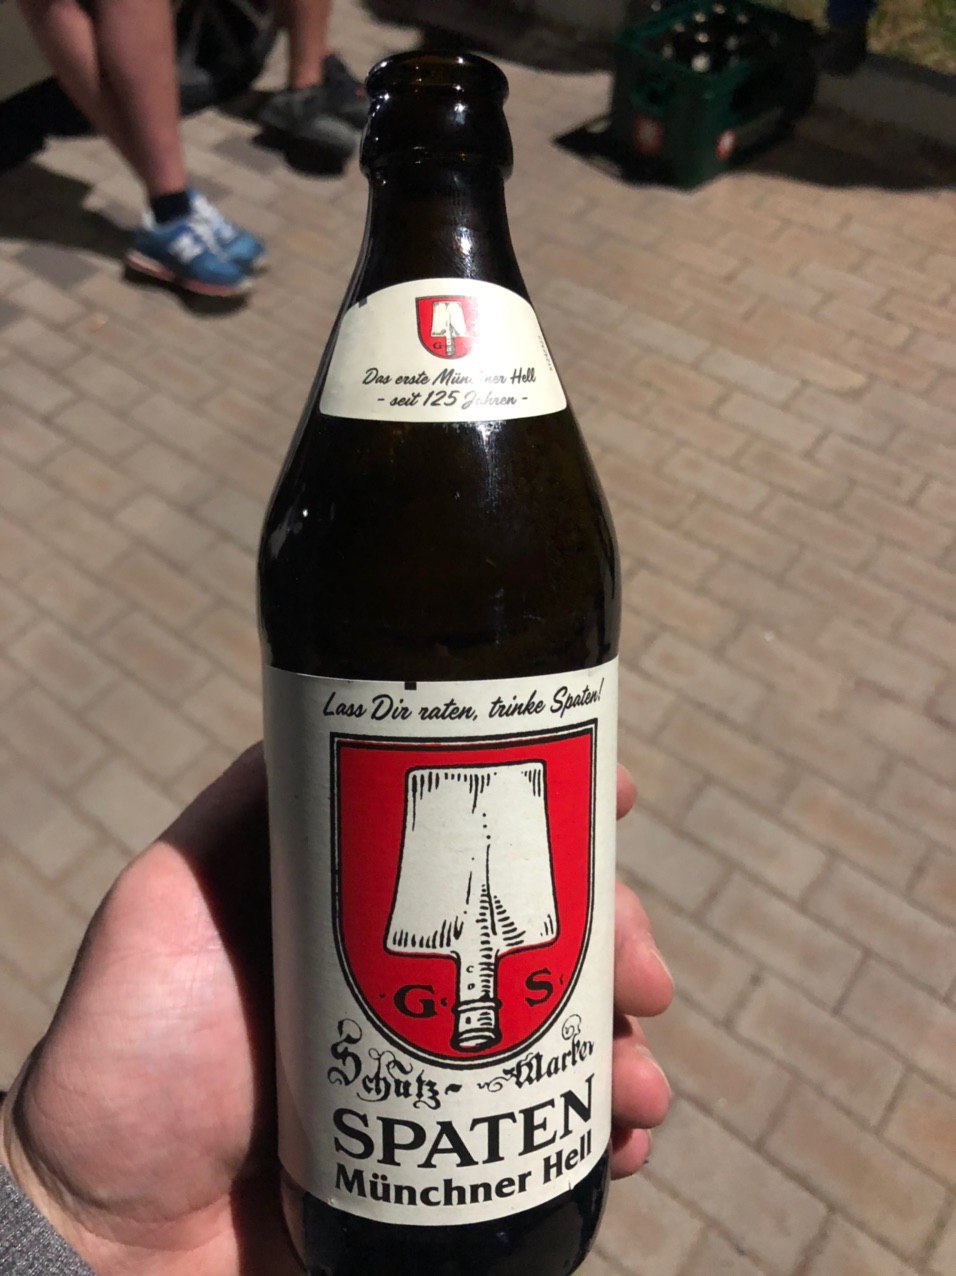 G
Das erste Münchner Hell
- seit 125 Jahren -
Lass Dir raten, trinke Spaten!
G S
Schutz-Marke
SPATEN
Münchner Hell
N